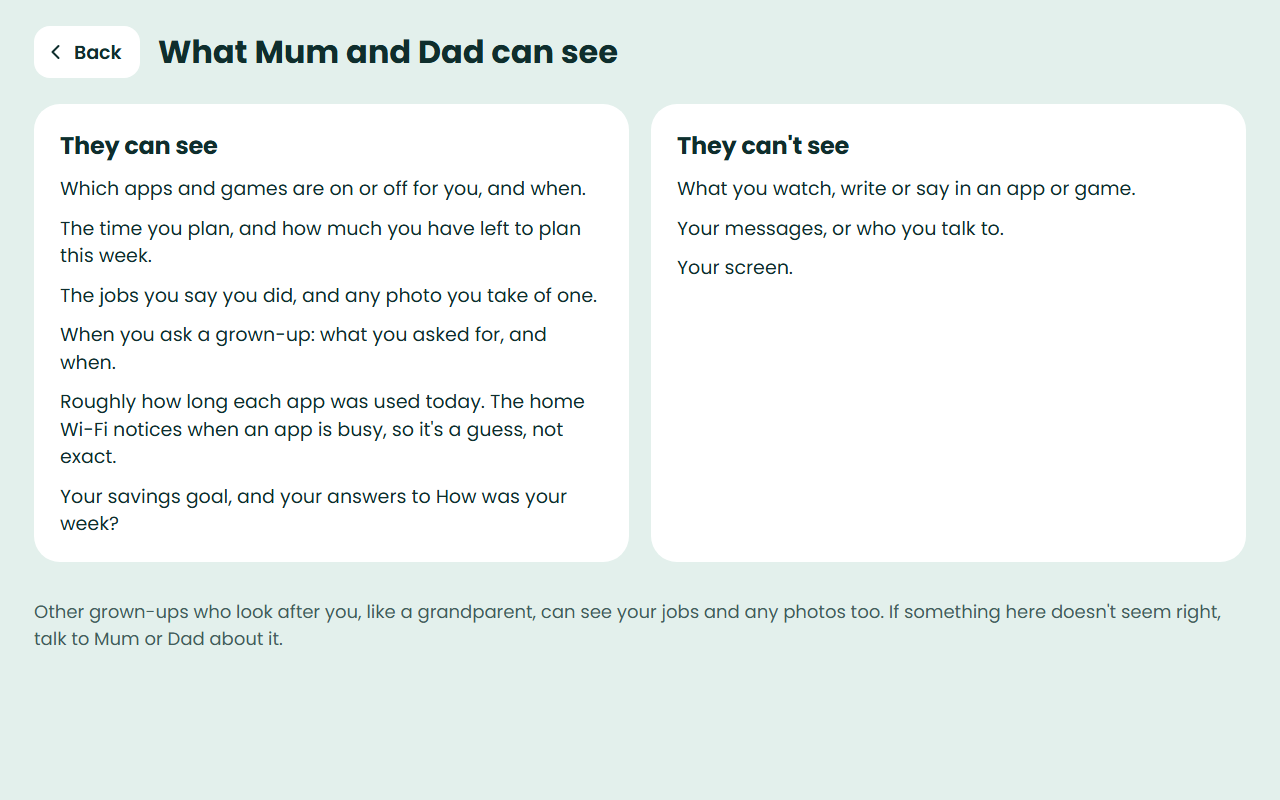 Back
What Mum and Dad can see
They can see
Which apps and games are on or off for you, and when.
The time you plan, and how much you have left to plan
this week.
The jobs you say you did, and any photo you take of one.
When you ask a grown-up: what you asked for, and
when.
Roughly how long each app was used today. The home
Wi-Fi notices when an app is busy, so it's a guess, not
exact.
Your savings goal, and your answers to How was your
week?
They can't see
What you watch, write or say in an app or game.
Your messages, or who you talk to.
Your screen.
Other grown-ups who look after you, like a grandparent, can see your jobs and any photos too. If something here doesn't seem right,
talk to Mum or Dad about it.